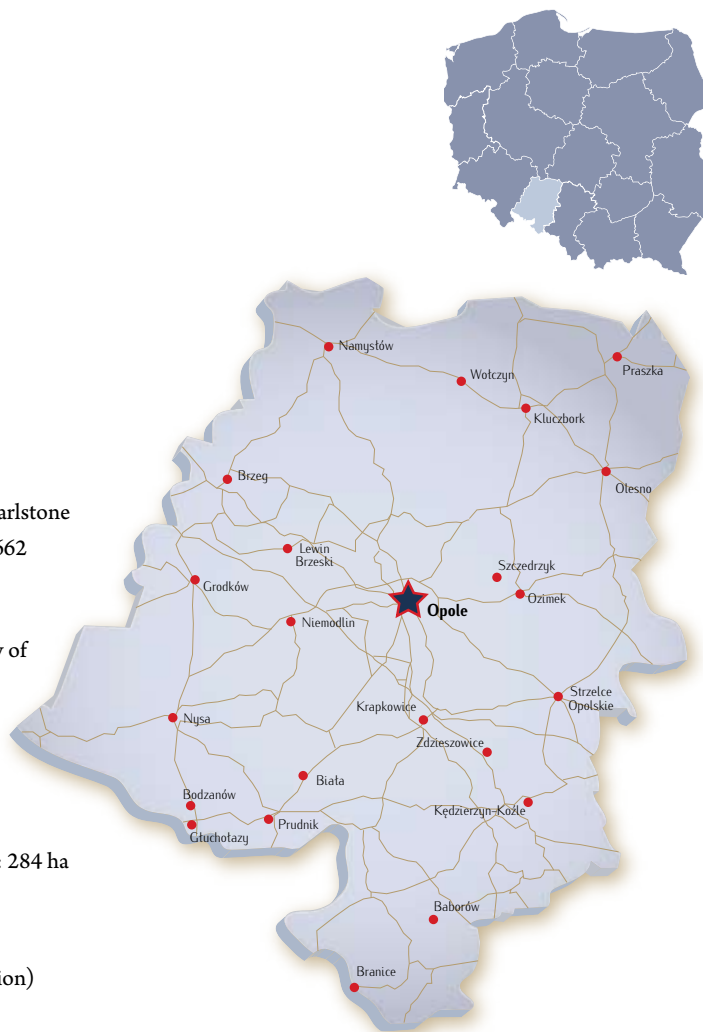 Namysłów
Wołczyn
Praszka
Kluczbork
Brzeg
Olesno
arlstone
662
Lewin
Brzeski
Szczedrzyk
Grodków
Ozimek
Opole
Niemodlin
y of
Strzelce
Opolskie
Krapkowice
Nysa
Zdzieszowice
Biała
Bodzanów
Kędzierzyn-Koźle
Prudnik
Głuchołazy
: 284 ha
Baborów
Branice
ion)